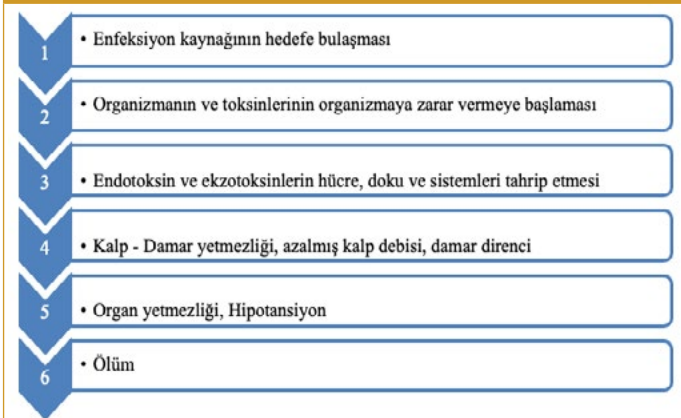 1 • Enfeksiyon kaynağının hedefe bulaşması
2 • Organizmanın ve toksinlerinin organizmaya zarar vermeye başlaması
3 • Endotoksin ve ekzotoksinlerin hücre, doku ve sistemleri tahrip etmesi
4 • Kalp - Damar yetmezliği, azalmış kalp debisi, damar direnci
5 • Organ yetmezliği, Hipotansiyon
6 • Ölüm